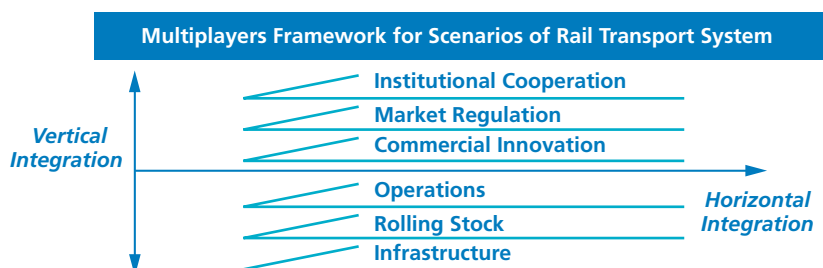 Multiplayers Framework for Scenarios of Rail Transport System
Institutional Cooperation
Market Regulation
Vertical
Integration
Commercial Innovation
Operations
Horizontal
Integration
Rolling Stock
Infrastructure